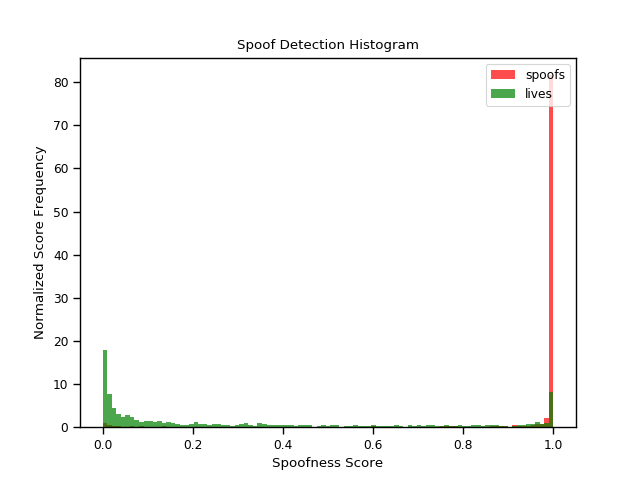 Spoof Detection Histogram
spoofs
lives
Normalized Score Frequency
80
70
60
50
40
30
20
10
0
0.0 0.2 0.4 0.6 0.8 1.0
Spoofness Score